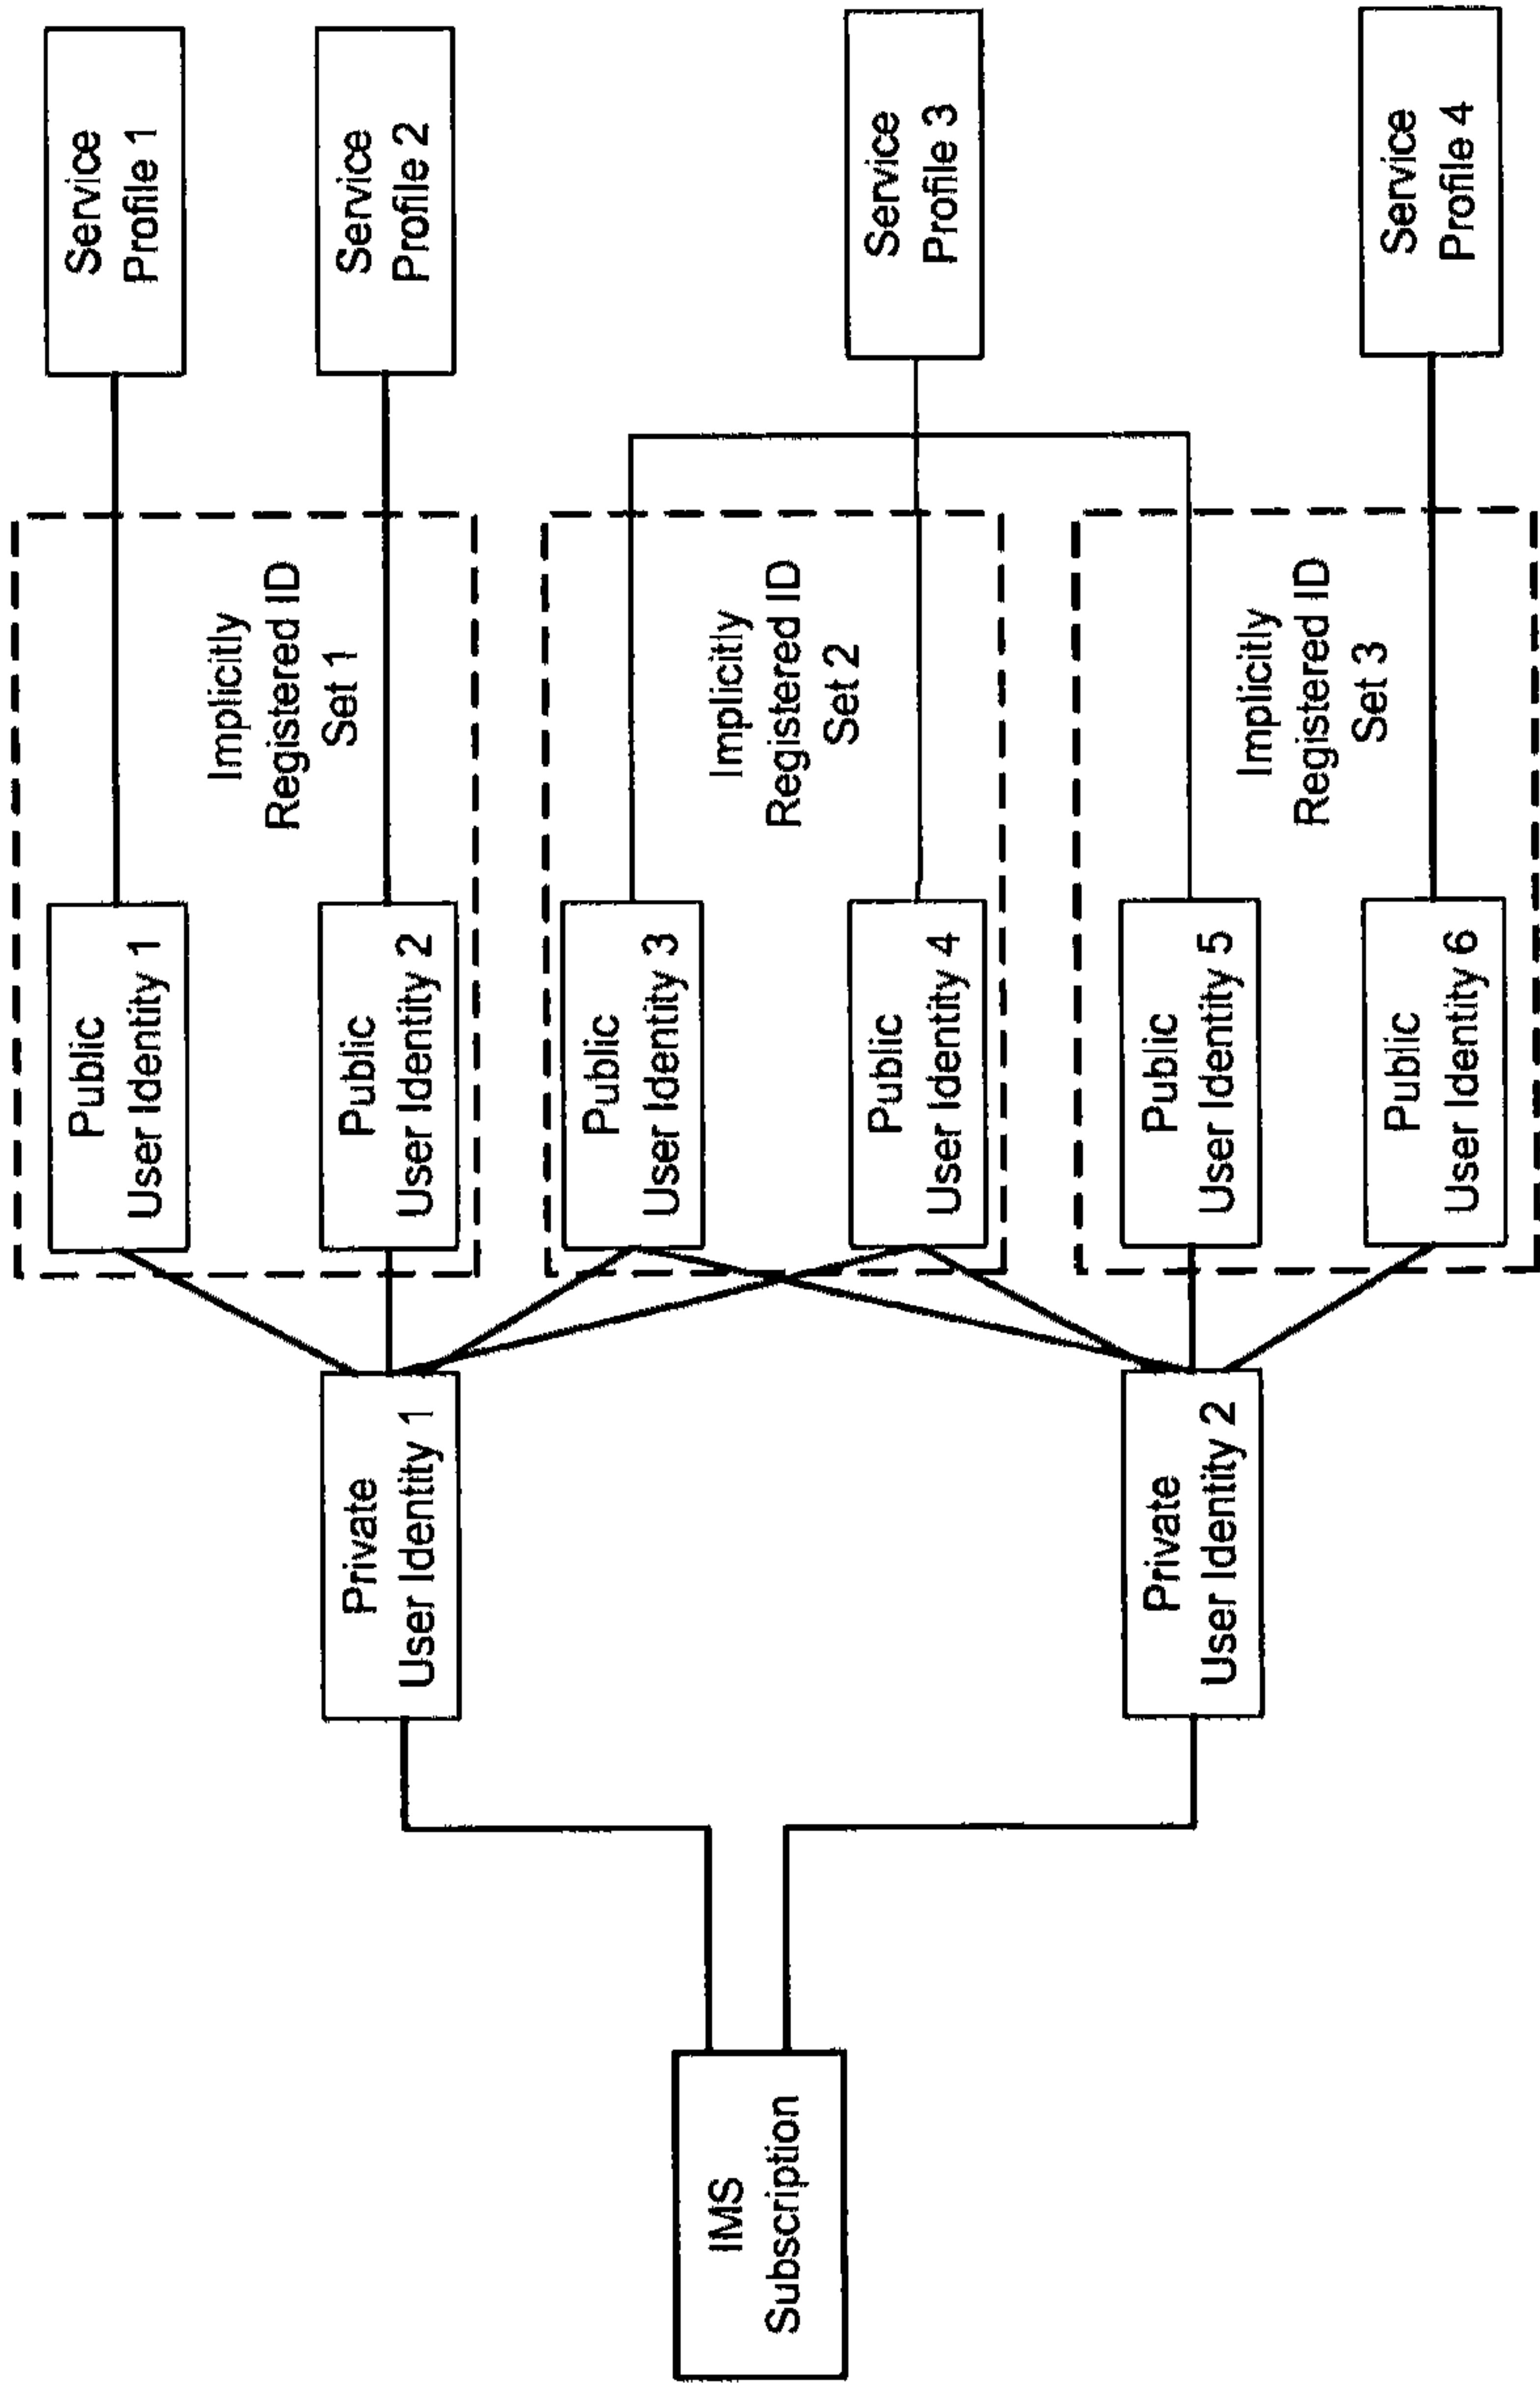 IMS
Subscription
Private
User Identity 1
Private
User Identity 2
Public
User Identity 1
Public
User Identity 2
Implicitly
Registered ID
Set 1
Public
User Identity 3
Public
User Identity 4
Implicitly
Registered ID
Set 2
Public
User Identity 5
Public
User Identity 6
Implicitly
Registered ID
Set 3
Service
Profile 1
Service
Profile 2
Service
Profile 3
Service
Profile 4